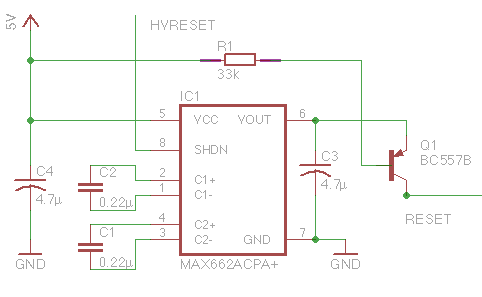 5V
HVRESET
R1
33k
IC1
5 VCC VOUT 6
8 SHDN
C4
4.7µ
C2
0.22µ
2 C1+
1 C1-
C3
4.7µ
Q1
BC557B
C1
0.22µ
4 C2+
3 C2-
GND 7
RESET
GND
MAX662ACPA+
GND